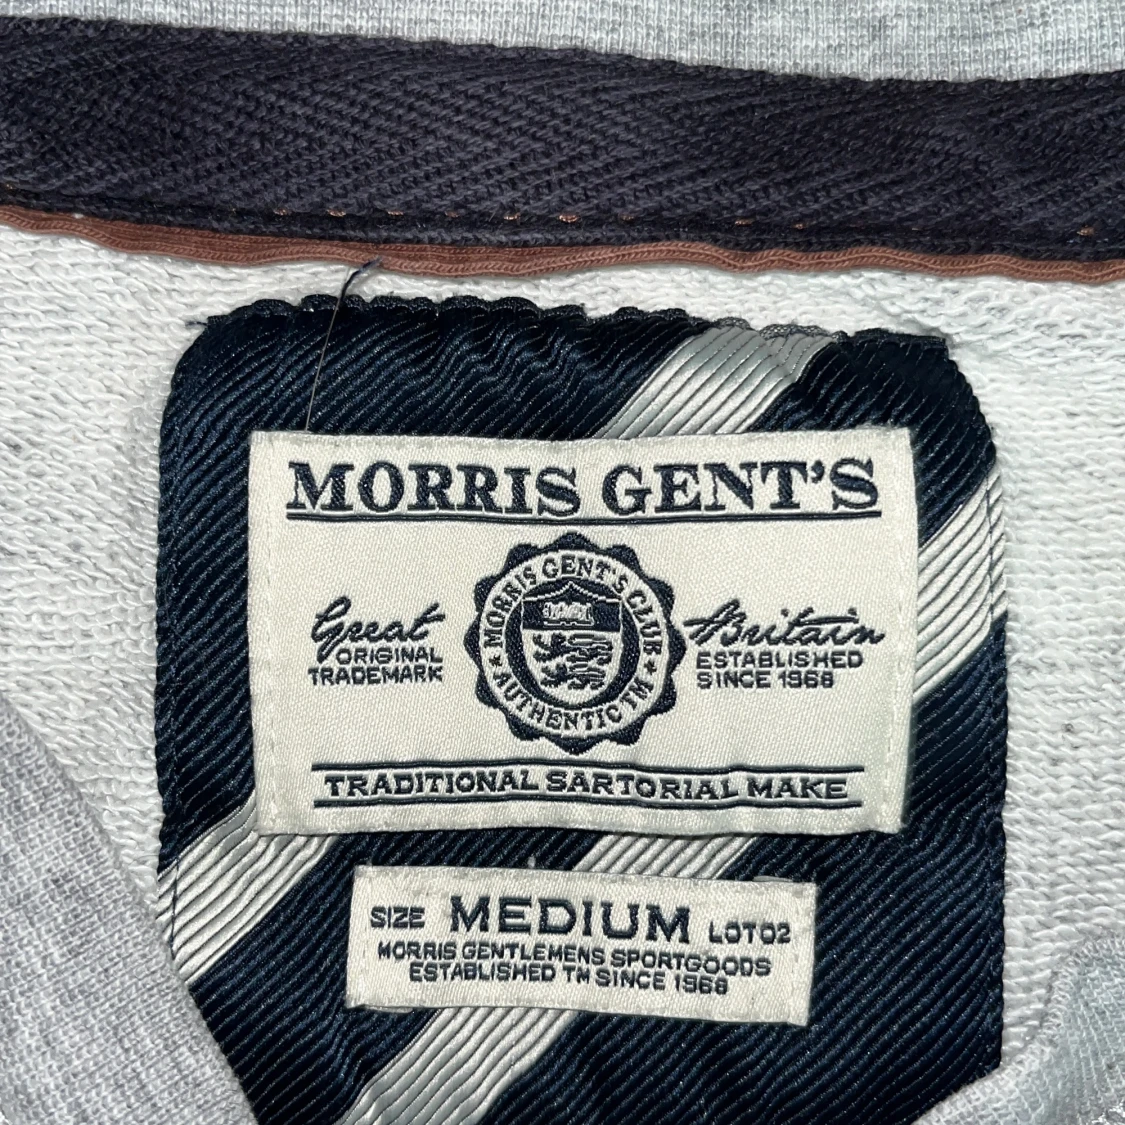 MORRIS GENT'S
Great
ORIGINAL
TRADEMARK
MORRIS GENT'S CLUB
★ AUTHENTIC TM ★
Britain
ESTABLISHED
SINCE 1968
TRADITIONAL SARTORIAL MAKE
SIZE MEDIUM LOT02
MORRIS GENTLEMENS SPORTGOODS
ESTABLISHED TM SINCE 1968